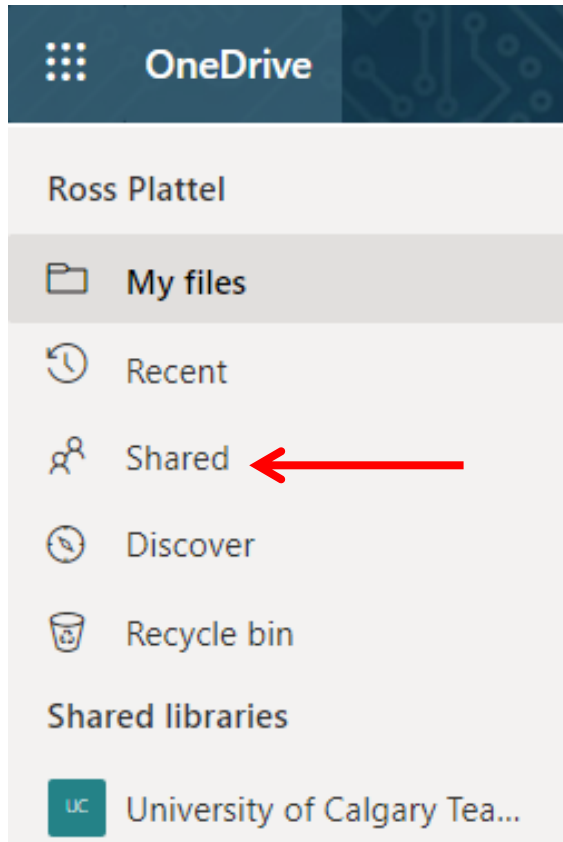 OneDrive
Ross Plattel
My files
Recent
Shared
Discover
Recycle bin
Shared libraries
UC University of Calgary Tea...